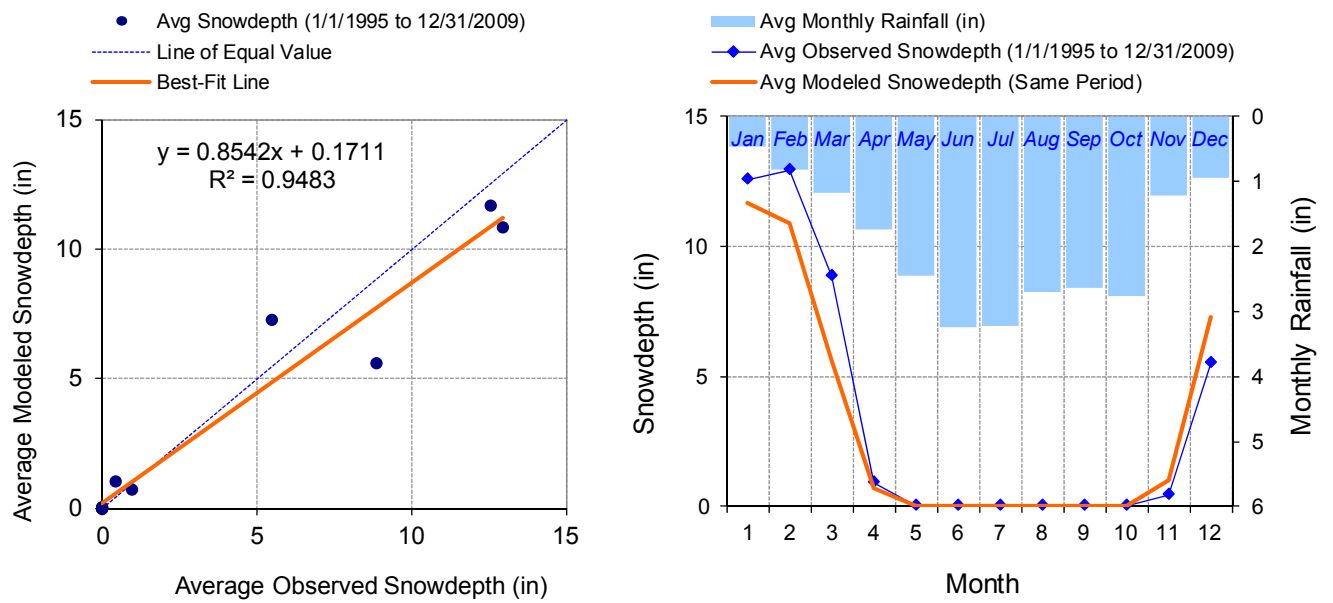 Avg Snowdepth (1/1/1995 to 12/31/2009)
Line of Equal Value
Best-Fit Line
y = 0.8542x + 0.1711
R² = 0.9483
15
10
5
0
0 5 10 15
Average Modeled Snowdepth (in)
Average Observed Snowdepth (in)
Avg Monthly Rainfall (in)
Avg Observed Snowdepth (1/1/1995 to 12/31/2009)
Avg Modeled Snowedepth (Same Period)
Jan Feb Mar Apr May Jun Jul Aug Sep Oct Nov Dec
15
10
5
0
Snowdepth (in)
0
1
2
3
4
5
6
Monthly Rainfall (in)
1 2 3 4 5 6 7 8 9 10 11 12
Month